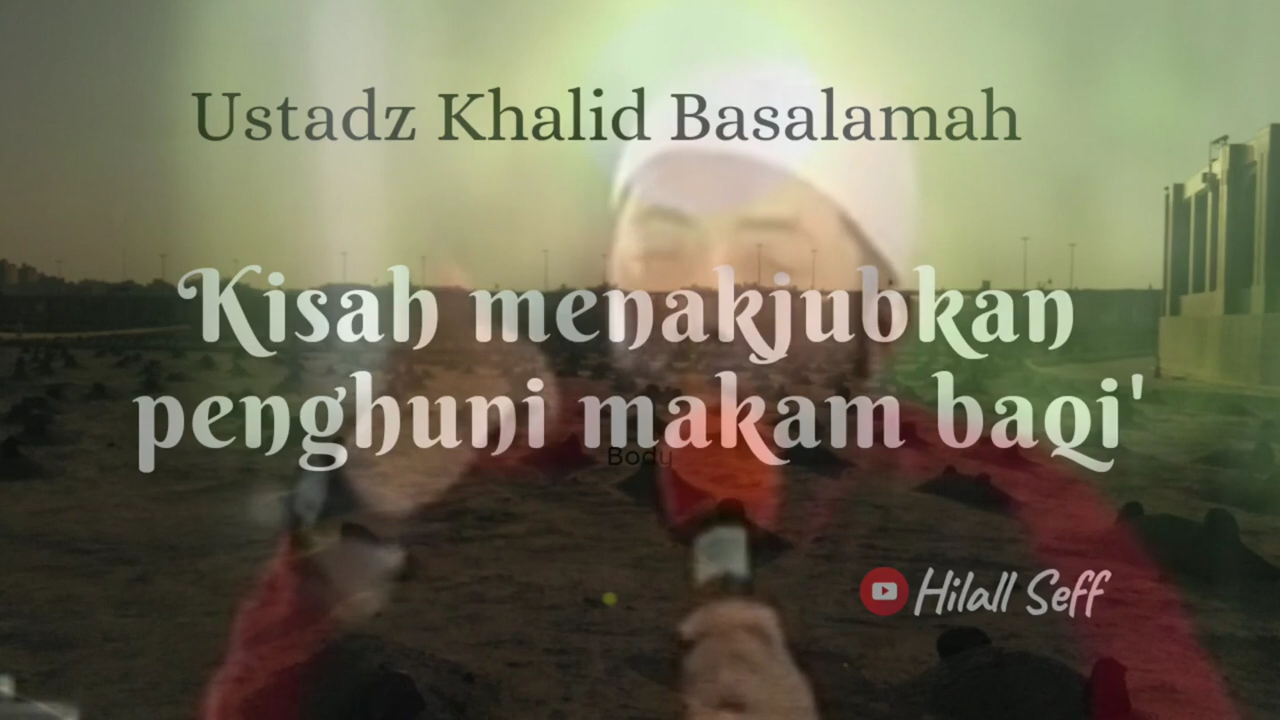 Ustadz Khalid Basalamah
Kisah menakjubkan
penghuni makam baqi'
Body
Hilall Seff